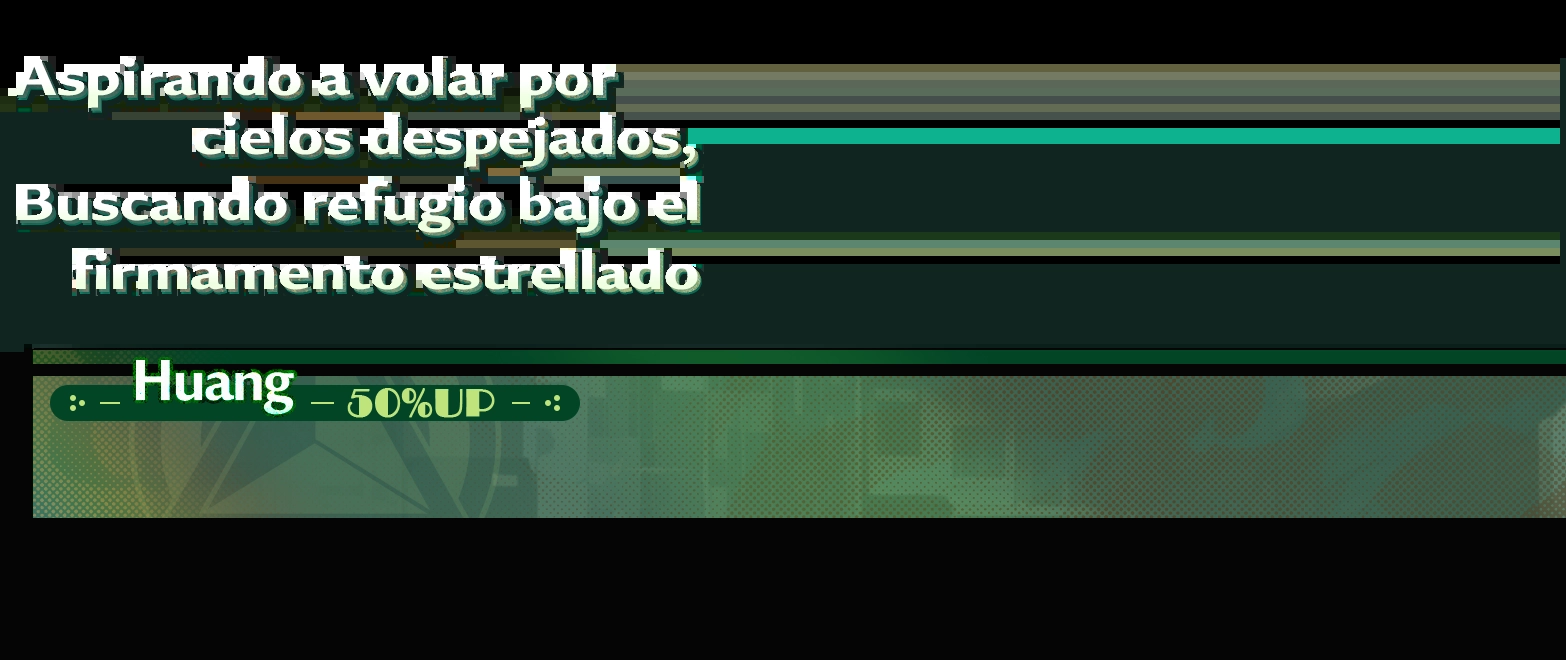 Aspirando a volar por
cielos despejados,
Buscando refugio bajo el
firmamento estrellado
Huang
50%UP